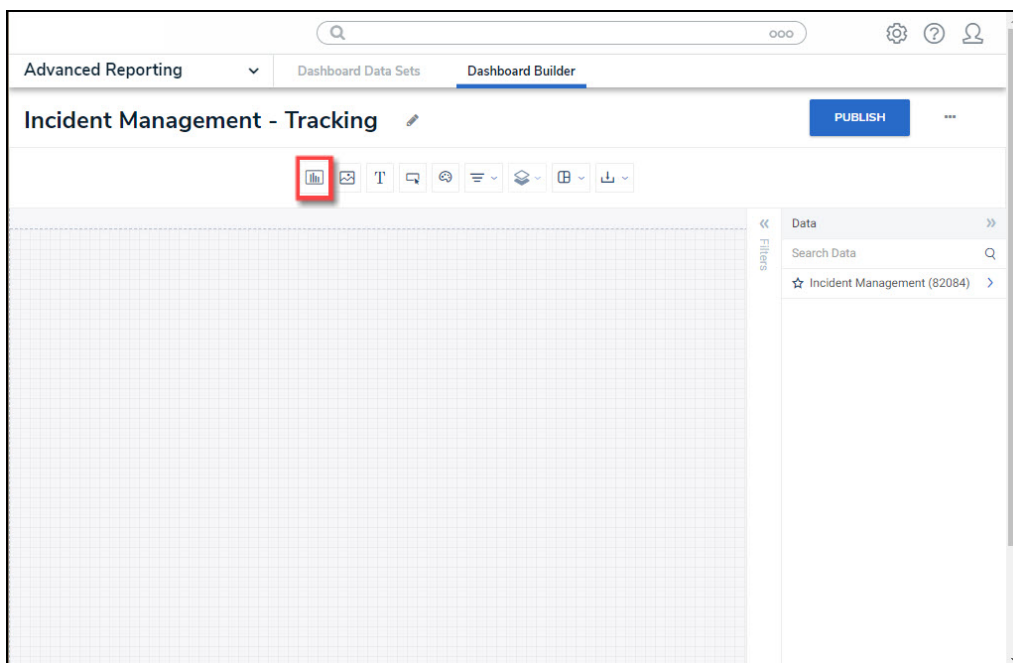 Advanced Reporting
Dashboard Data Sets
Dashboard Builder
Incident Management - Tracking
PUBLISH
T
Filters
Data
Search Data
Incident Management (82084)